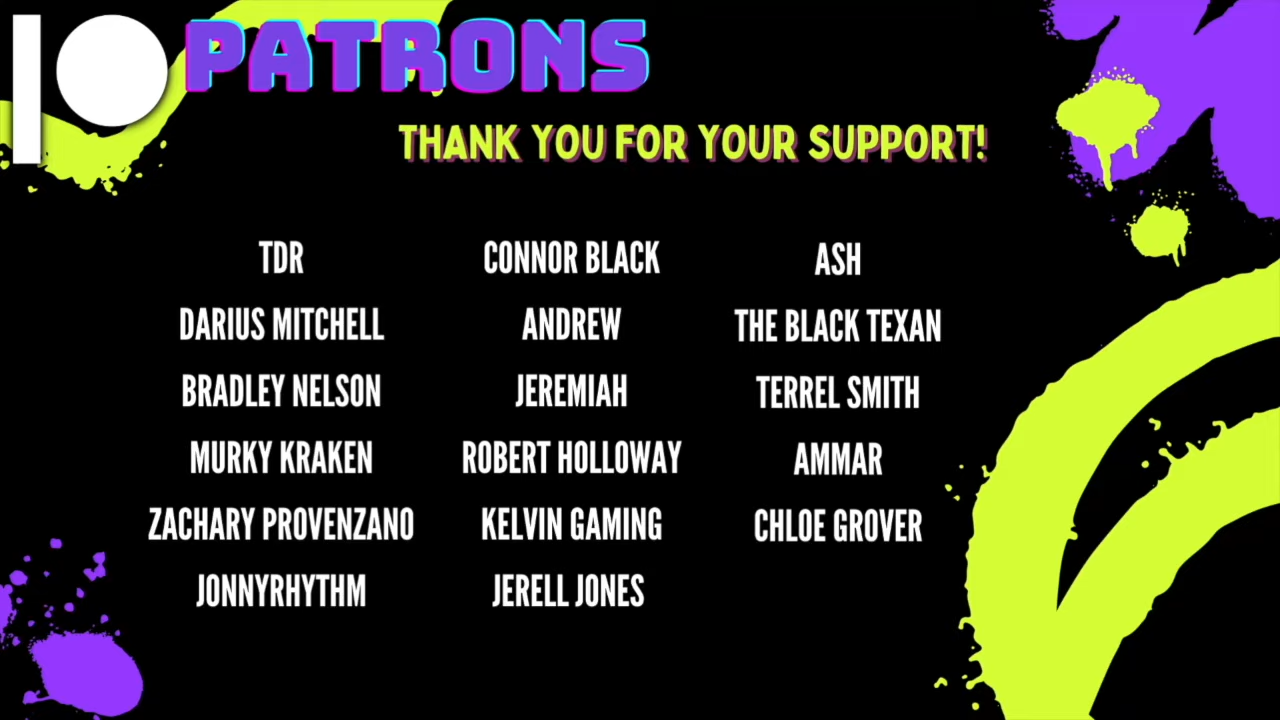 PATRONS
THANK YOU FOR YOUR SUPPORT!
TDR
DARIUS MITCHELL
BRADLEY NELSON
MURKY KRAKEN
ZACHARY PROVENZANO
JONNYRHYTHM
CONNOR BLACK
ANDREW
JEREMIAH
ROBERT HOLLOWAY
KELVIN GAMING
JERELL JONES
ASH
THE BLACK TEXAN
TERREL SMITH
AMMAR
CHLOE GROVER